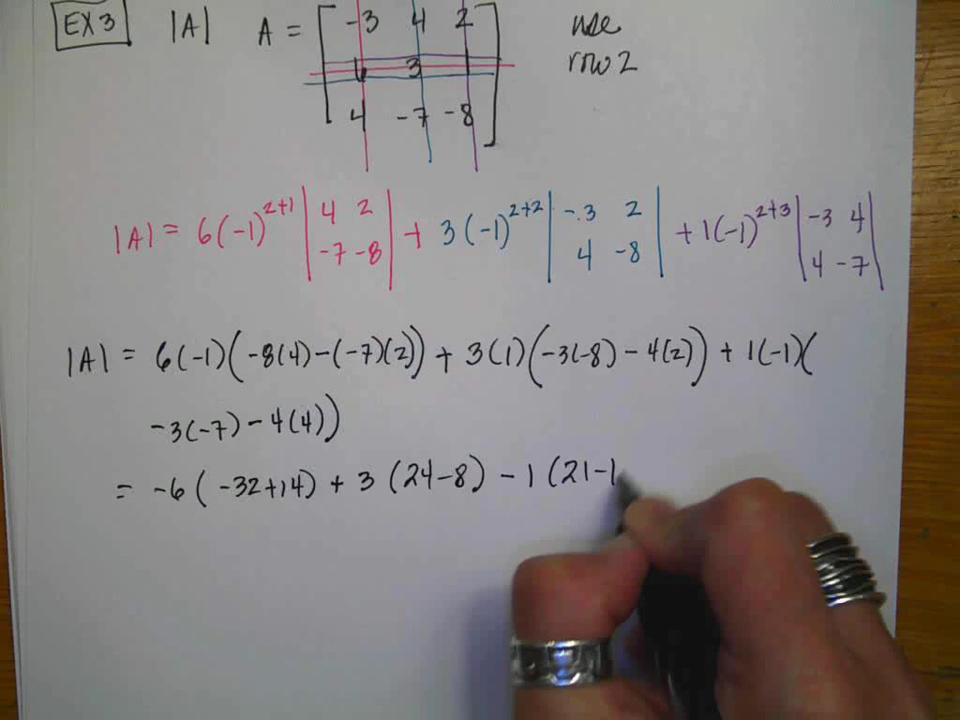 EX 3 |A| A = [ -3 4 2 use
6 3 1 row 2
4 -7 -8 ]
|A| = 6(-1)^2+1 | 4 2 | + 3(-1)^2+2 | -3 2 | + 1(-1)^2+3 | -3 4 |
| -7 -8 | | 4 -8 | | 4 -7 |
|A| = 6(-1)(-8(4)-(-7)(2)) + 3(1)(-3(-8) - 4(2)) + 1(-1)(
-3(-7) - 4(4))
= -6(-32+14) + 3(24-8) - 1(21-1